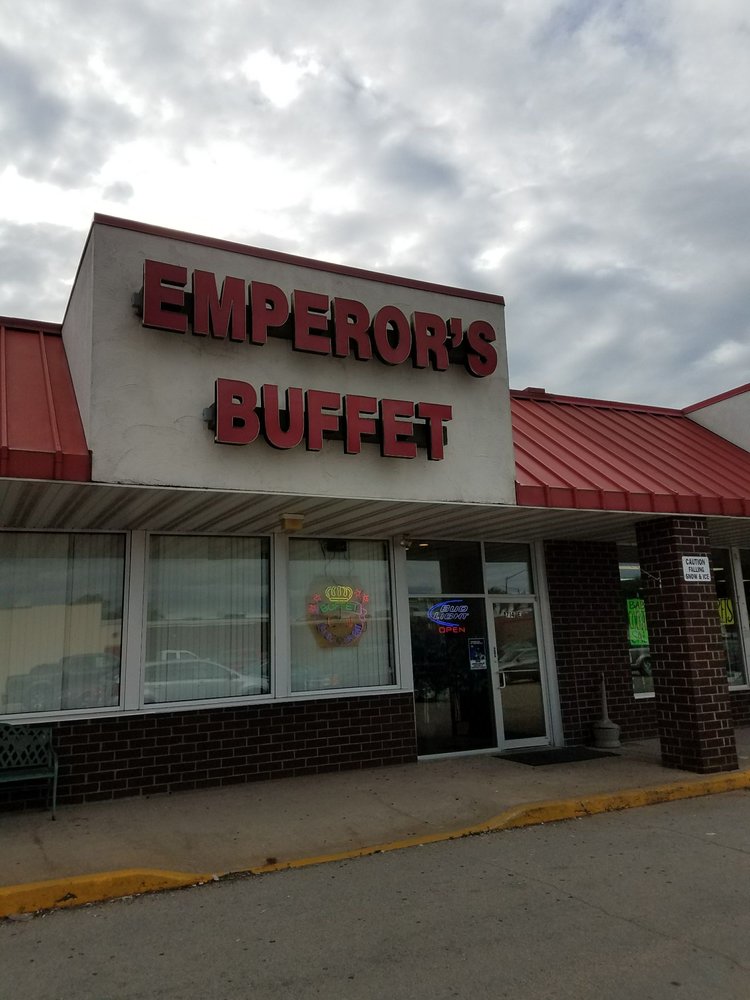 EMPEROR'S
BUFFET
BUFFET
BUD
LIGHT
OPEN
CAUTION
FALLING
SNOW & ICE